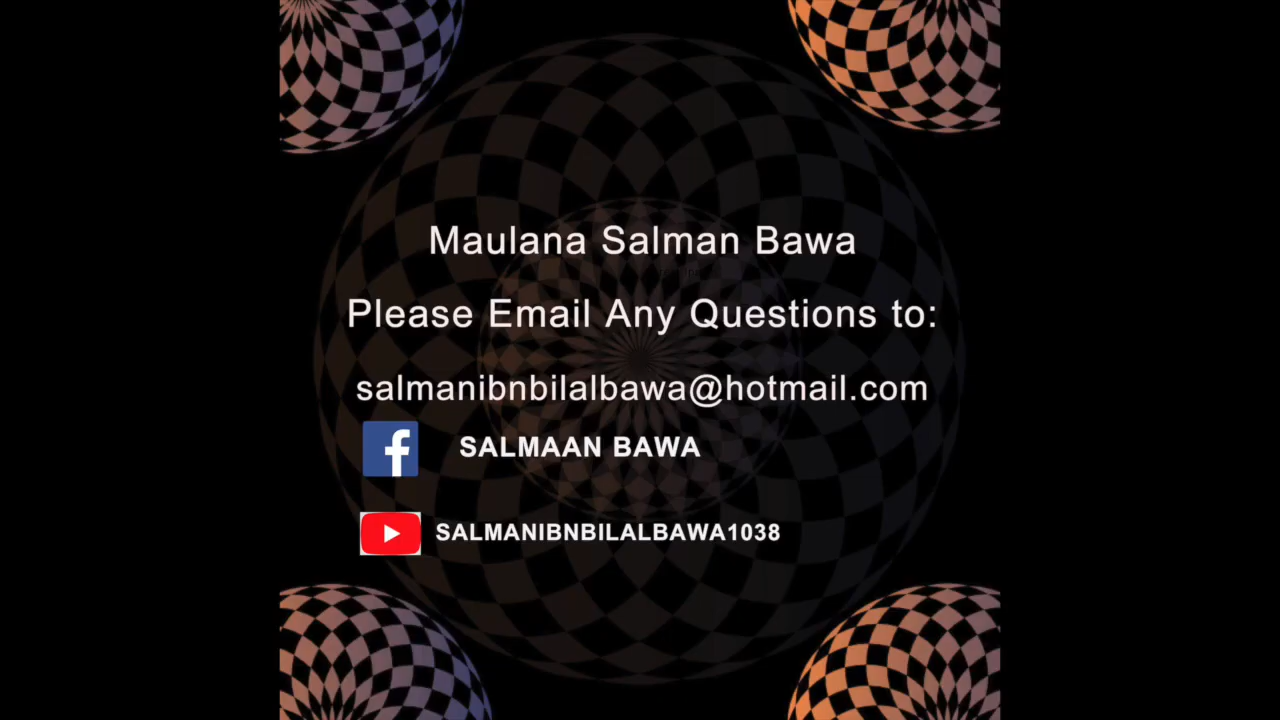 Maulana Salman Bawa
Please Email Any Questions to:
salmanibnbilalbawa@hotmail.com
SALMAAN BAWA
SALMANIBNBILALBAWA1038